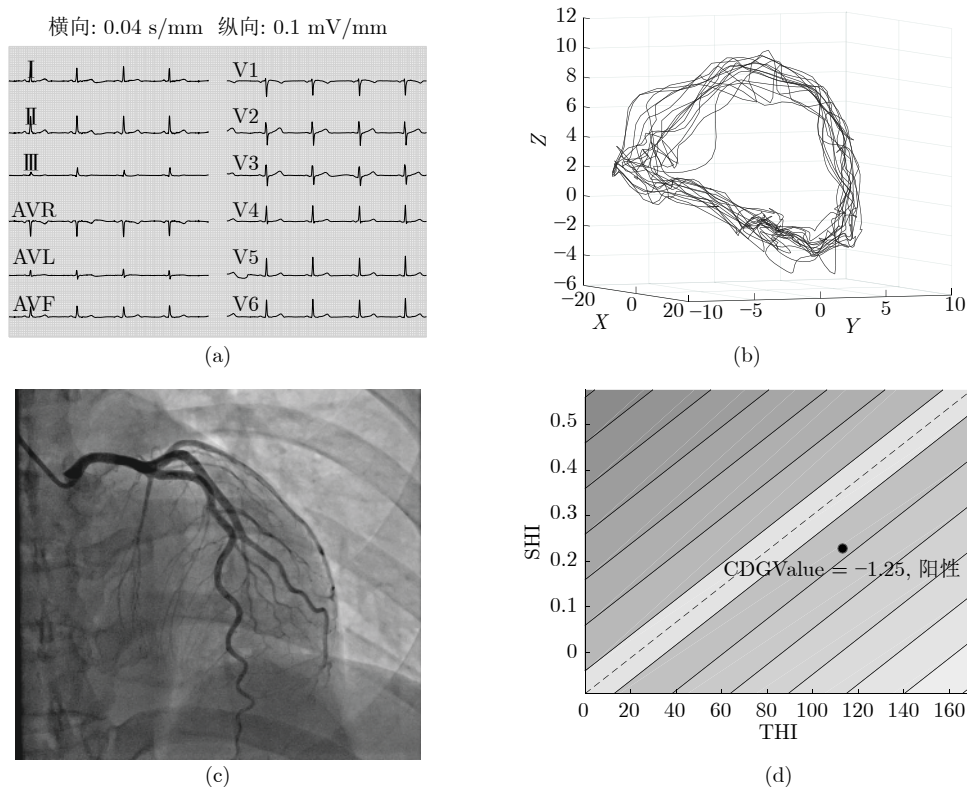 横向: 0.04 s/mm 纵向: 0.1 mV/mm
Ⅰ V1
Ⅱ V2
Ⅲ V3
AVR V4
AVL V5
AVF V6
(a)
12
10
8
6
4
2
0
−2
−4
−6
Z
−20 0 20 −10 −5 0 5 10
X Y
(b)
(c)
0.5
0.4
0.3
0.2
0.1
0
SHI
CDGValue = −1.25, 阳性
0 20 40 60 80 100 120 140 160
THI
(d)